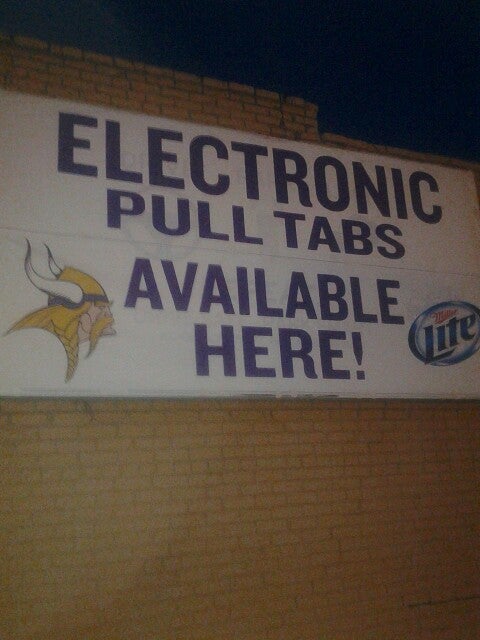 ELECTRONIC
PULL TABS
AVAILABLE
HERE!
Miller
Lite